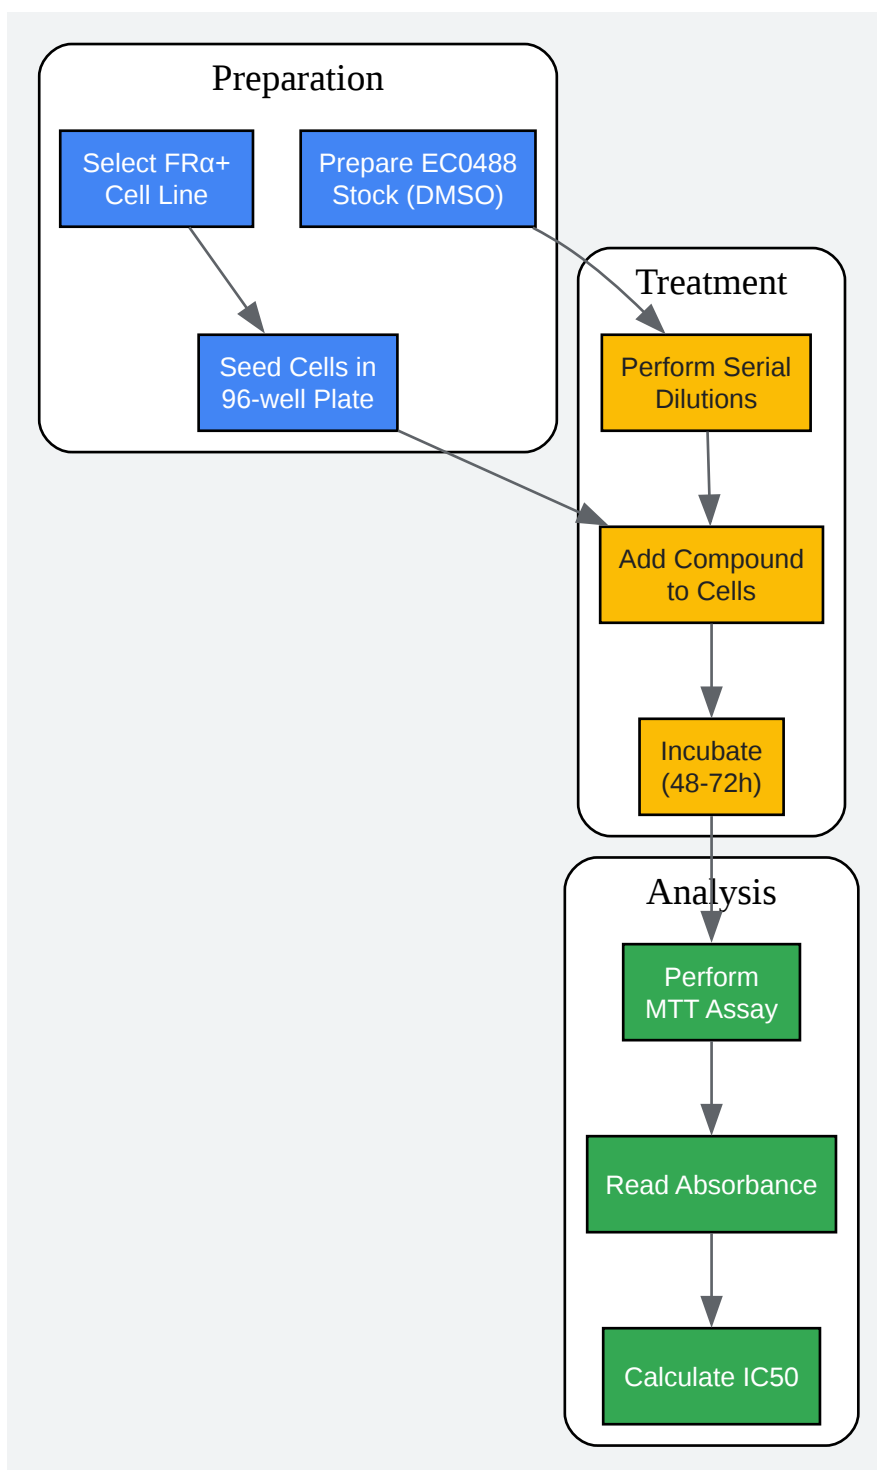 Preparation
Select FRα+
Cell Line
Prepare EC0488
Stock (DMSO)
Seed Cells in
96-well Plate
Treatment
Perform Serial
Dilutions
Add Compound
to Cells
Incubate
(48-72h)
Analysis
Perform
MTT Assay
Read Absorbance
Calculate IC50